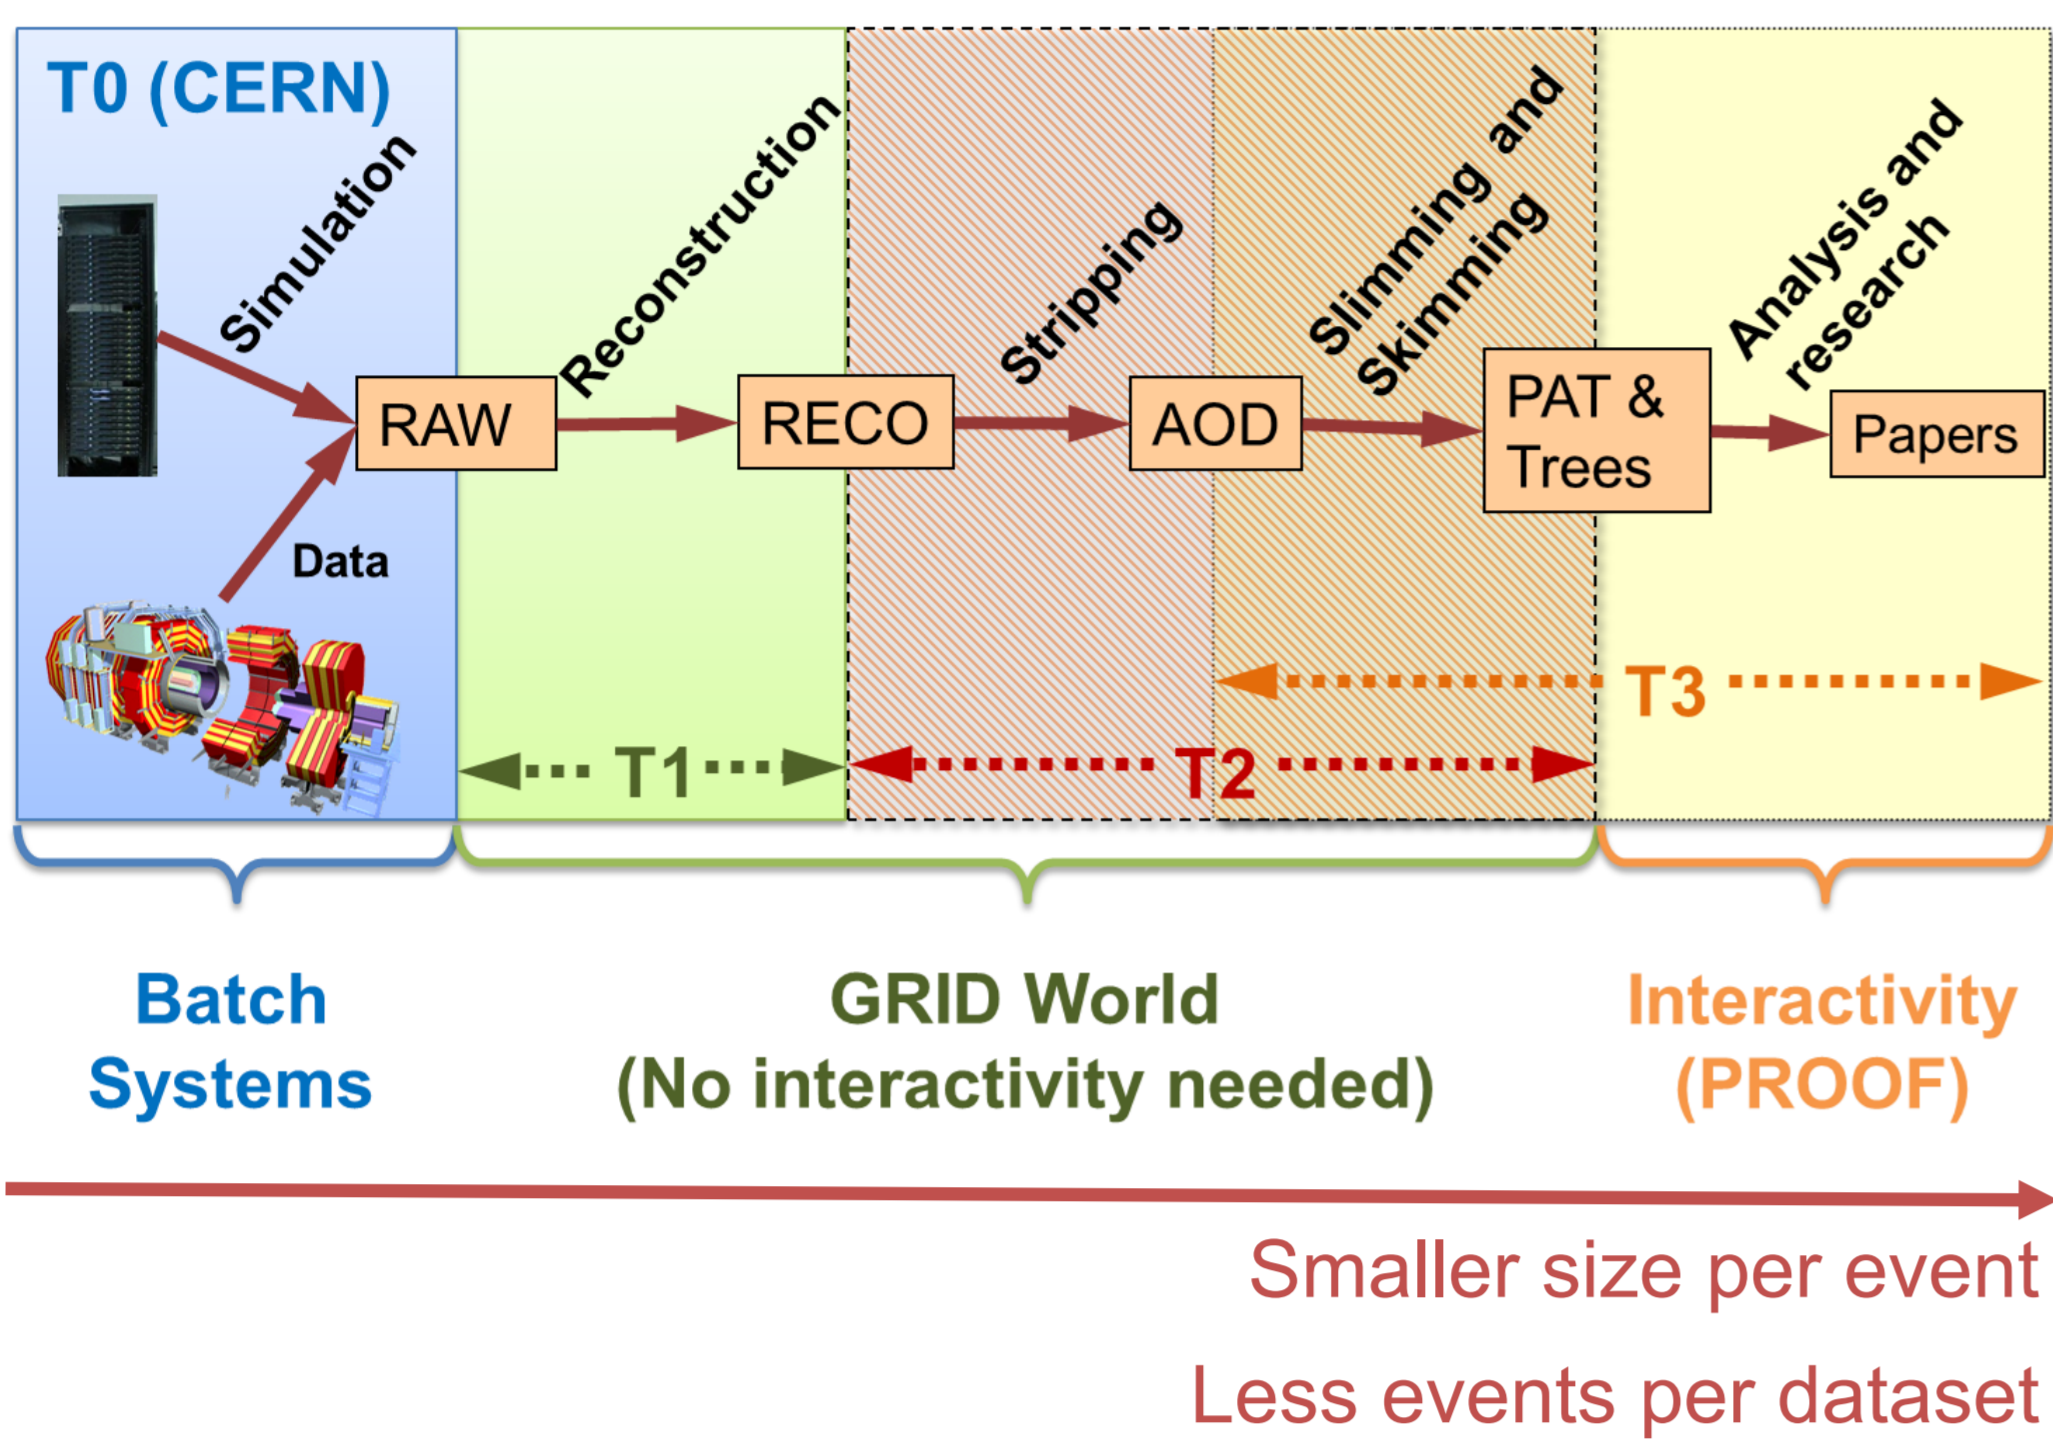 T0 (CERN)
Simulation
Reconstruction
Stripping
Slimming and
Skimming
Analysis and
research
RAW
RECO
AOD
PAT &
Trees
Papers
Data
T1
T2
T3
Batch
Systems
GRID World
(No interactivity needed)
Interactivity
(PROOF)
Smaller size per event
Less events per dataset